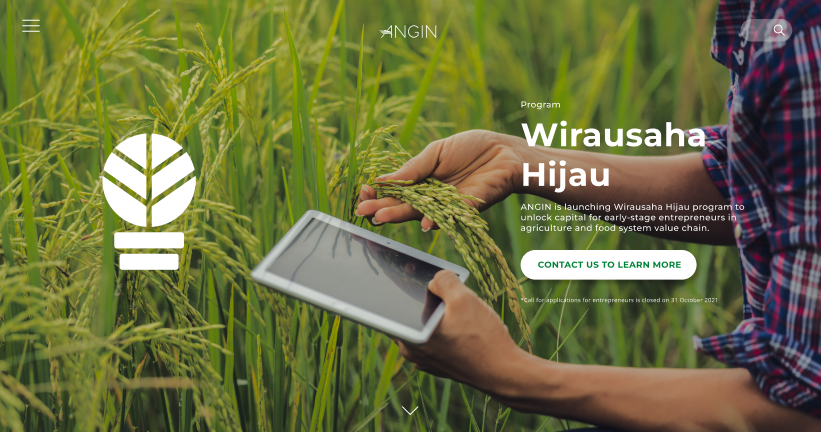 ANGIN
Program
Wirausaha
Hijau
ANGIN is launching Wirausaha Hijau program to
unlock capital for early-stage entrepreneurs in
agriculture and food system value chain.
CONTACT US TO LEARN MORE
*Call for applications for entrepreneurs is closed on 31 October 2021